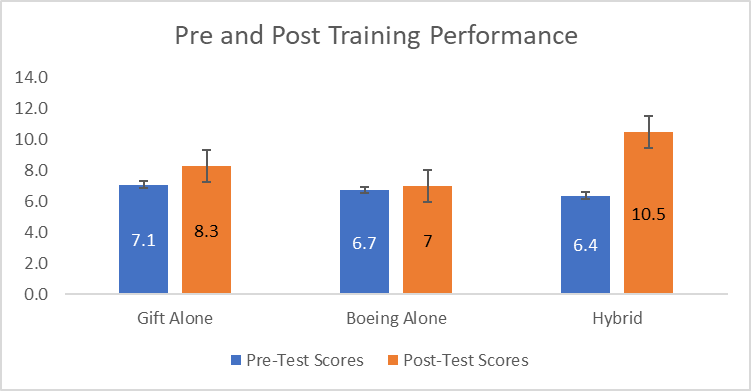 Pre and Post Training Performance
14.0
12.0
10.0
8.0
6.0
4.0
2.0
0.0
7.1
8.3
6.7
7
6.4
10.5
Gift Alone
Boeing Alone
Hybrid
Pre-Test Scores
Post-Test Scores